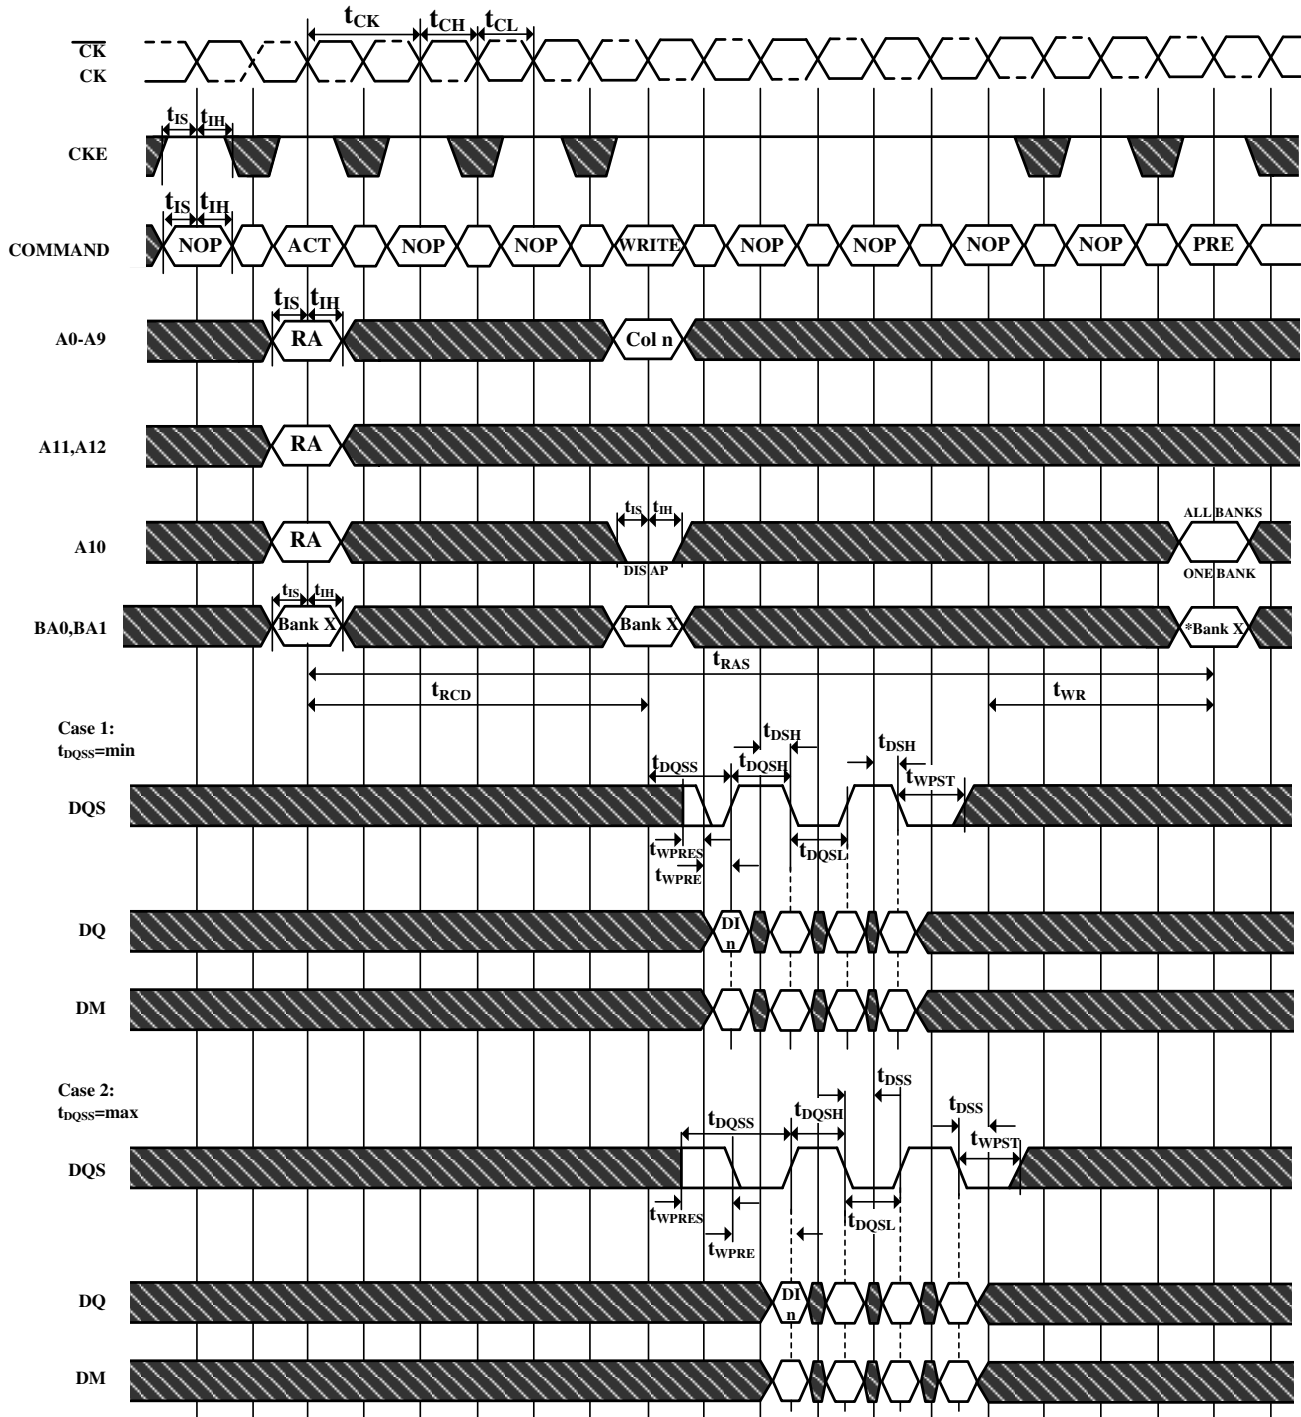 tCK tCH tCL
CK
CK
tIS tIH
CKE
tIS tIH
COMMAND NOP ACT NOP NOP WRITE NOP NOP NOP NOP PRE
tIS tIH
A0-A9 RA Col n
A11,A12 RA
tIS tIH ALL BANKS
A10 RA
DIS AP ONE BANK
tIS tIH
BA0,BA1 Bank X Bank X *Bank X
tRAS
tRCD tWR
Case 1:
tDQSS=min
tDSH tDSH
tDQSS tDQSH tWPST
DQS
tWPRES tDQSL
tWPRE
DQ DI
n
DM
Case 2:
tDQSS=max
tDSS tDSS
tDQSS tDQSH tWPST
DQS
tWPRES tDQSL
tWPRE
DQ DI
n
DM